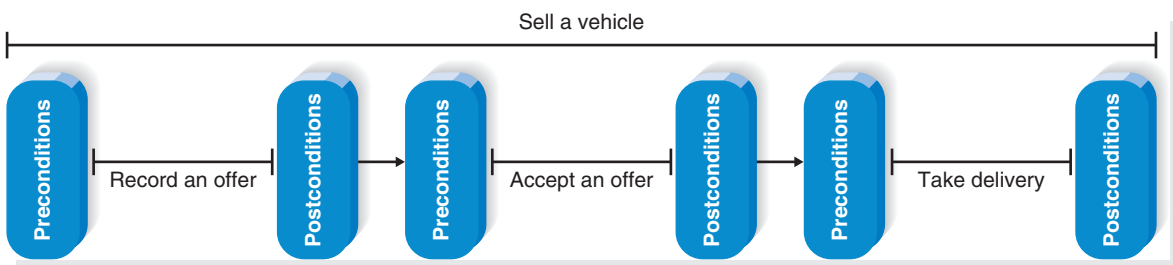 Sell a vehicle
Preconditions
Record an offer
Postconditions
Preconditions
Accept an offer
Postconditions
Preconditions
Take delivery
Postconditions